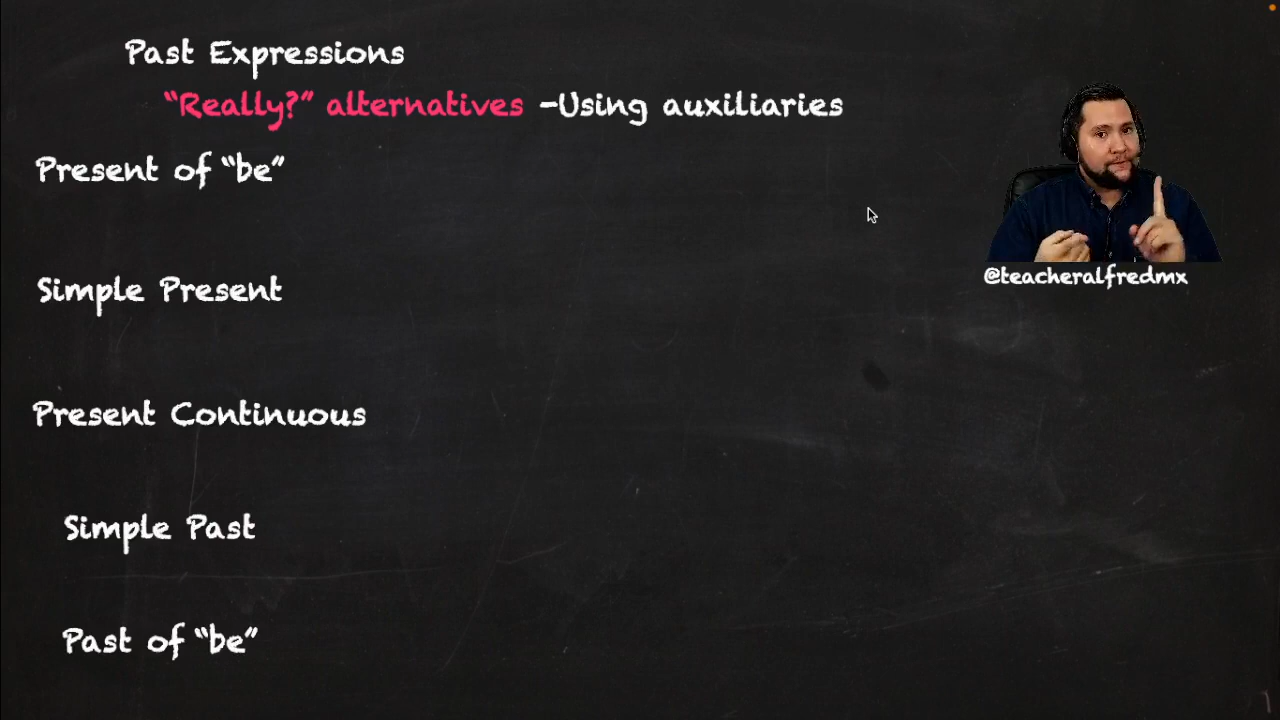 Past Expressions
“Really?” alternatives -Using auxiliaries
Present of “be”
@teacheralfredmx
Simple Present
Present Continuous
Simple Past
Past of “be”